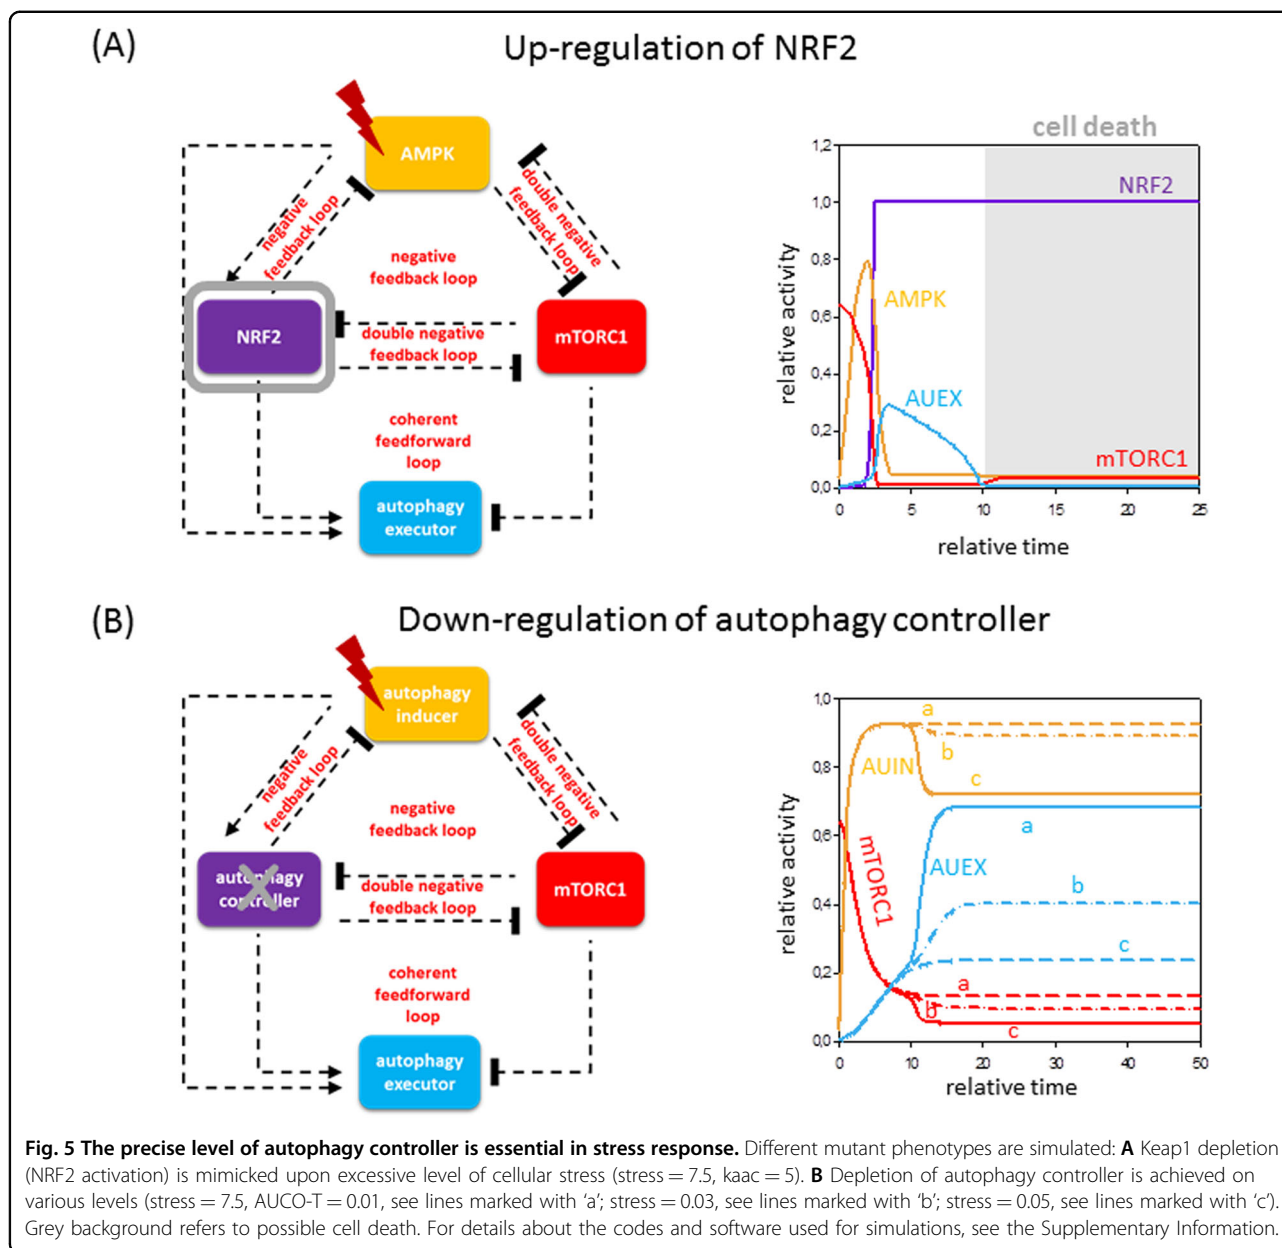 (A)
Up-regulation of NRF2
AMPK
negative
feedback loop
double negative
feedback loop
negative
feedback loop
NRF2
double negative
feedback loop
mTORC1
coherent
feedforward
loop
autophagy
executor
cell death
1,2
1,0
0,8
0,6
0,4
0,2
0,0
relative activity
NRF2
AMPK
AUEX
mTORC1
0
5
10
15
20
25
relative time
(B)
Down-regulation of autophagy controller
autophagy
inducer
negative
feedback loop
double negative
feedback loop
negative
feedback loop
autophagy
controller
double negative
feedback loop
mTORC1
coherent
feedforward
loop
autophagy
executor
1,0
0,8
0,6
0,4
0,2
0,0
relative activity
a
b
AUIN
c
mTORC1
a
AUEX
b
c
a
b
c
0
10
20
30
40
50
relative time
Fig. 5 The precise level of autophagy controller is essential in stress response. Different mutant phenotypes are simulated: A Keap1 depletion
(NRF2 activation) is mimicked upon excessive level of cellular stress (stress = 7.5, kaac = 5). B Depletion of autophagy controller is achieved on
various levels (stress = 7.5, AUCO-T = 0.01, see lines marked with ‘a’; stress = 0.03, see lines marked with ‘b’; stress = 0.05, see lines marked with ‘c’).
Grey background refers to possible cell death. For details about the codes and software used for simulations, see the Supplementary Information.